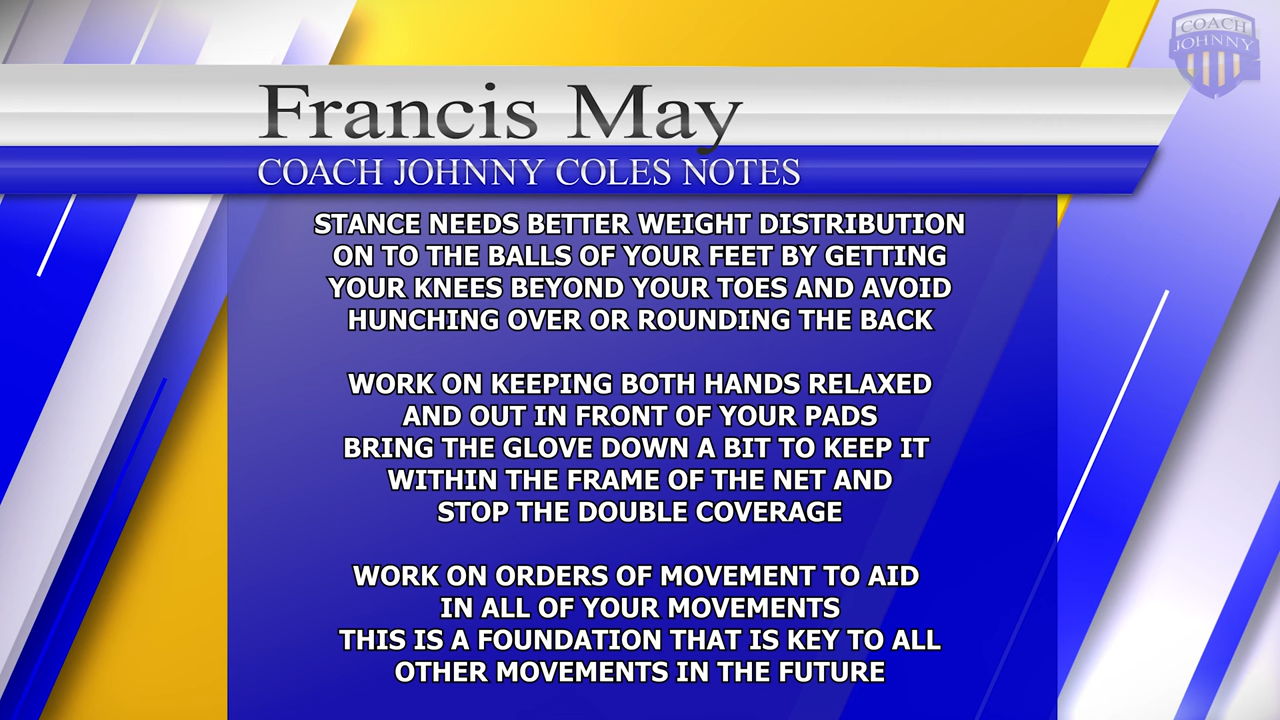 COACH
JOHNNY
Francis May
COACH JOHNNY COLES NOTES
STANCE NEEDS BETTER WEIGHT DISTRIBUTION
ON TO THE BALLS OF YOUR FEET BY GETTING
YOUR KNEES BEYOND YOUR TOES AND AVOID
HUNCHING OVER OR ROUNDING THE BACK
WORK ON KEEPING BOTH HANDS RELAXED
AND OUT IN FRONT OF YOUR PADS
BRING THE GLOVE DOWN A BIT TO KEEP IT
WITHIN THE FRAME OF THE NET AND
STOP THE DOUBLE COVERAGE
WORK ON ORDERS OF MOVEMENT TO AID
IN ALL OF YOUR MOVEMENTS
THIS IS A FOUNDATION THAT IS KEY TO ALL
OTHER MOVEMENTS IN THE FUTURE